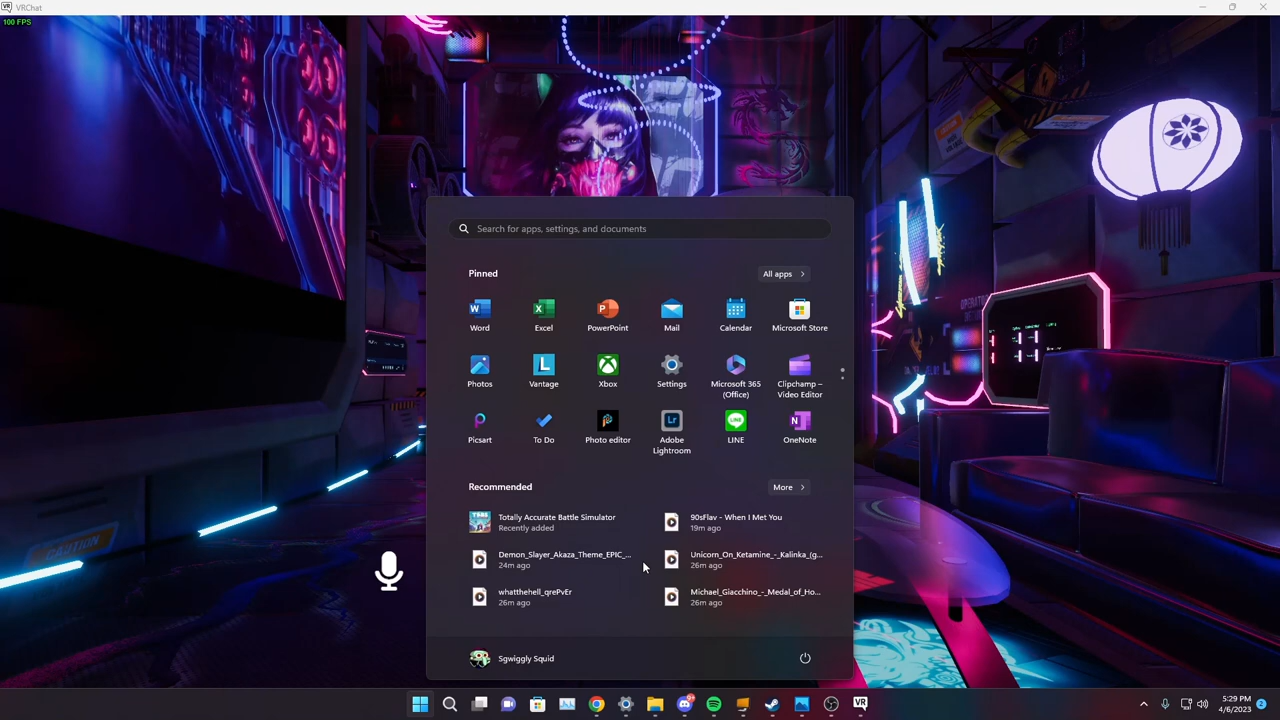 VRChat
100 FPS
Search for apps, settings, and documents
Pinned
All apps
Word
Excel
PowerPoint
Mail
Calendar
Microsoft Store
Photos
Vantage
Xbox
Settings
Microsoft 365
(Office)
Clipchamp –
Video Editor
Picsart
To Do
Photo editor
Adobe
Lightroom
LINE
OneNote
Recommended
More
Totally Accurate Battle Simulator
Recently added
90sFlav - When I Met You
19m ago
Demon_Slayer_Akaza_Theme_EPIC_...
24m ago
Unicorn_On_Ketamine_-_Kalinka_(g...
26m ago
whatthehell_qrePvEr
26m ago
Michael_Giacchino_-_Medal_of_Ho...
26m ago
Sgwiggly Squid
CAUTION
5:29 PM
4/6/2023